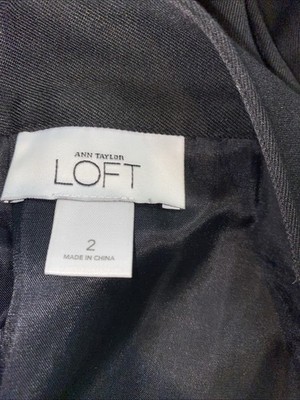 ANN TAYLOR
LOFT
2
MADE IN CHINA